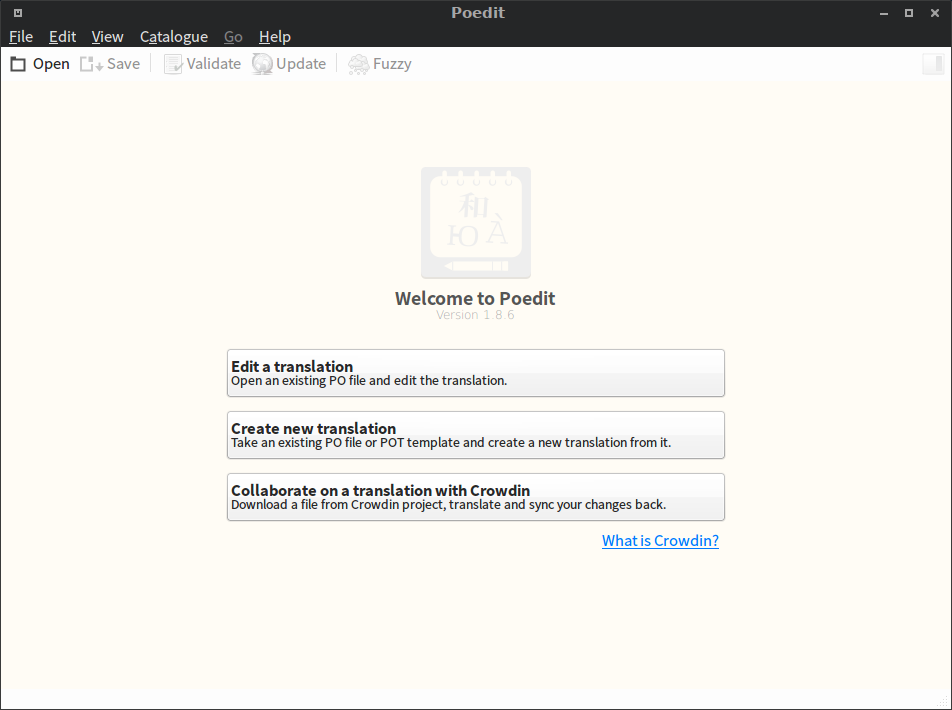 Poedit
File Edit View Catalogue Go Help
Open Save Validate Update Fuzzy
和
Ю À
Welcome to Poedit
Version 1.8.6
Edit a translation
Open an existing PO file and edit the translation.
Create new translation
Take an existing PO file or POT template and create a new translation from it.
Collaborate on a translation with Crowdin
Download a file from Crowdin project, translate and sync your changes back.
What is Crowdin?